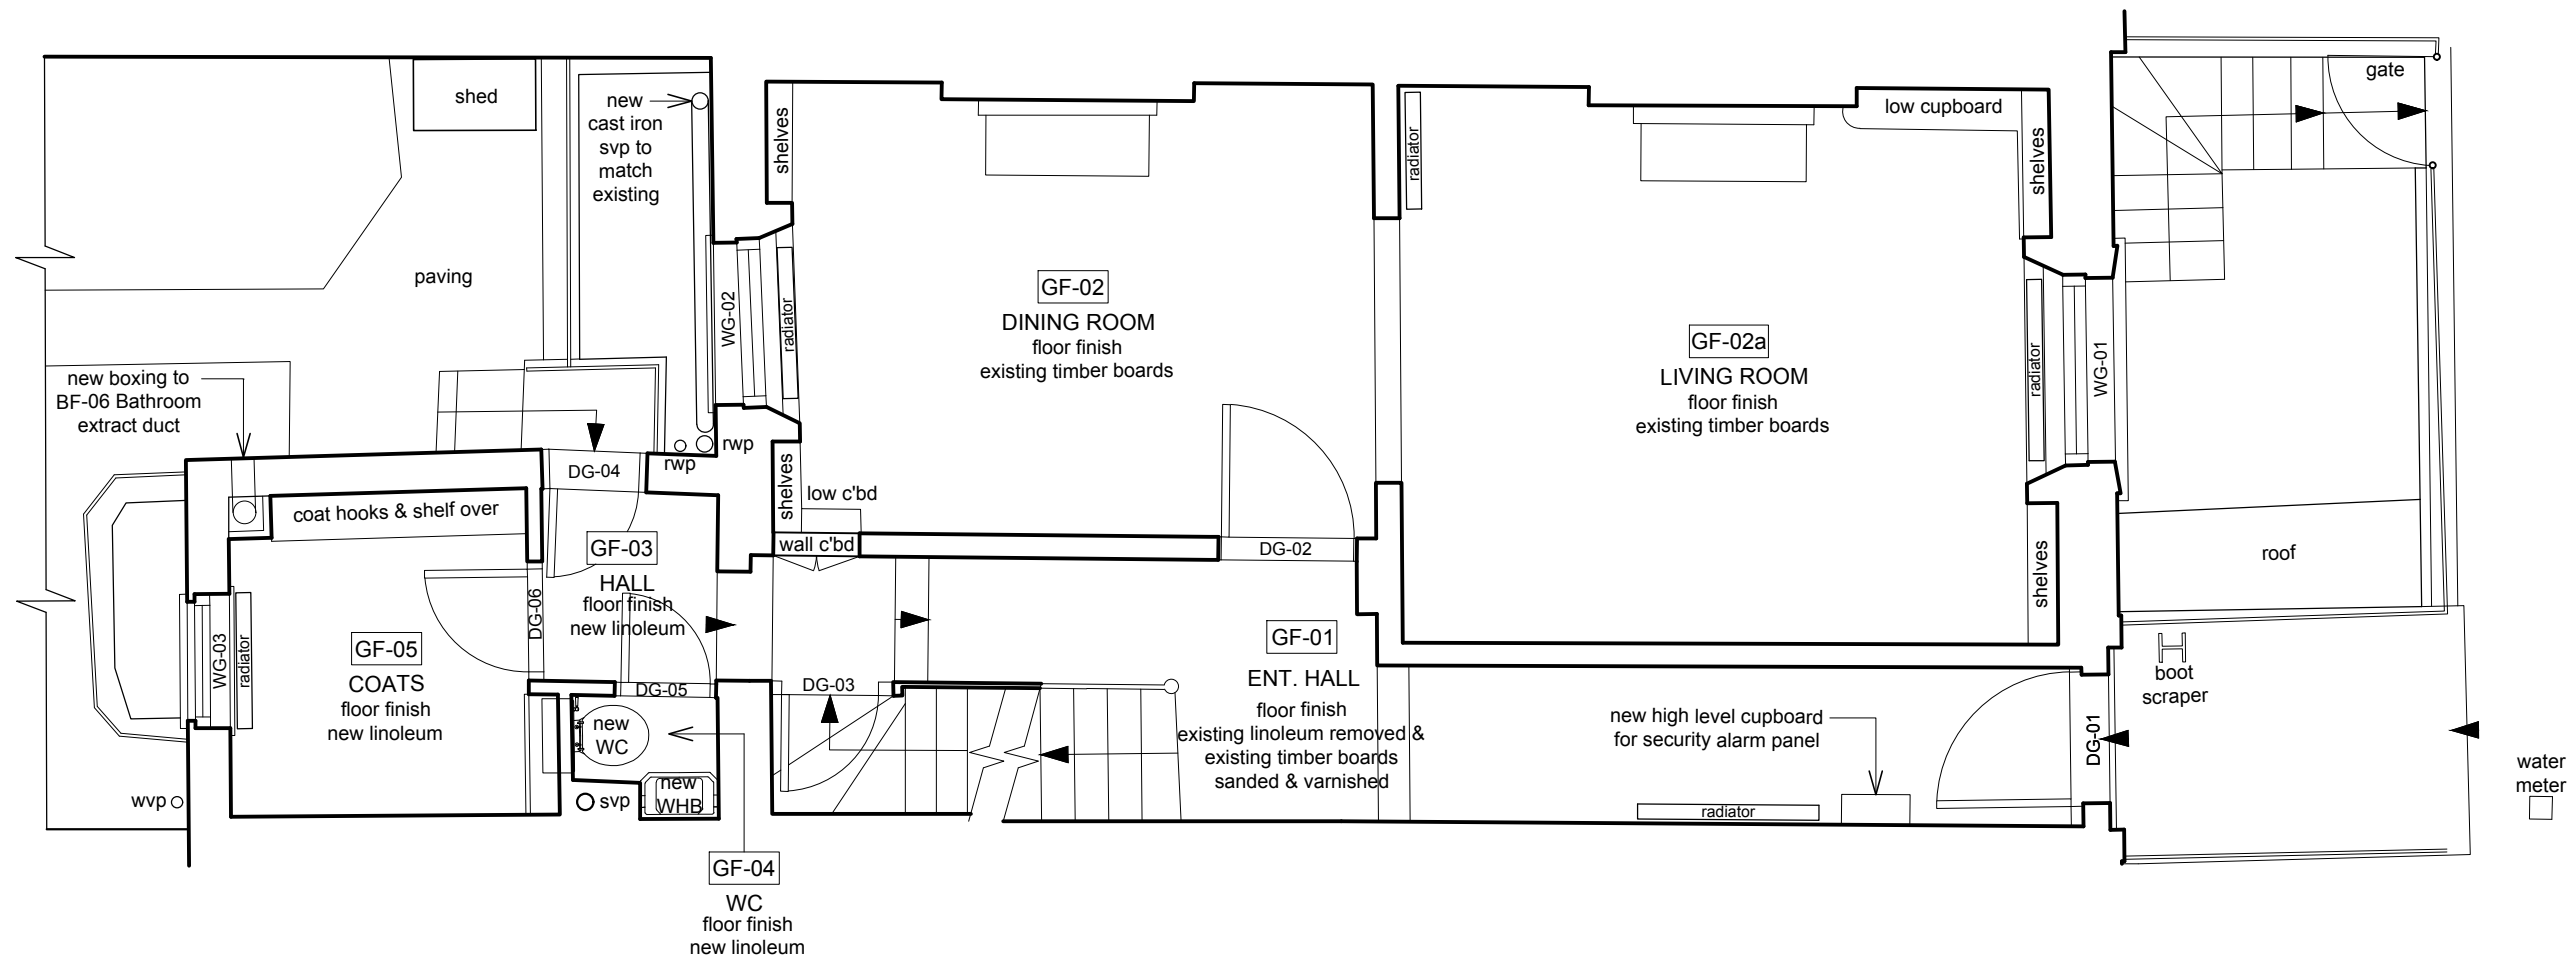 shed
new
cast iron
svp to
match
existing
shelves
radiator
low cupboard
shelves
gate
paving
WG-02
radiator
GF-02
DINING ROOM
floor finish
existing timber boards
GF-02a
LIVING ROOM
floor finish
existing timber boards
radiator
WG-01
new boxing to
BF-06 Bathroom
extract duct
rwp
rwp
DG-04
shelves
low c'bd
wall c'bd
DG-02
coat hooks & shelf over
GF-03
HALL
floor finish
new linoleum
DG-06
shelves
roof
WG-03
radiator
GF-05
COATS
floor finish
new linoleum
DG-05
DG-03
GF-01
ENT. HALL
floor finish
existing linoleum removed &
existing timber boards
sanded & varnished
new high level cupboard
for security alarm panel
radiator
DG-01
boot
scraper
water
meter
wvp
new
WC
svp
new
WHB
GF-04
WC
floor finish
new linoleum